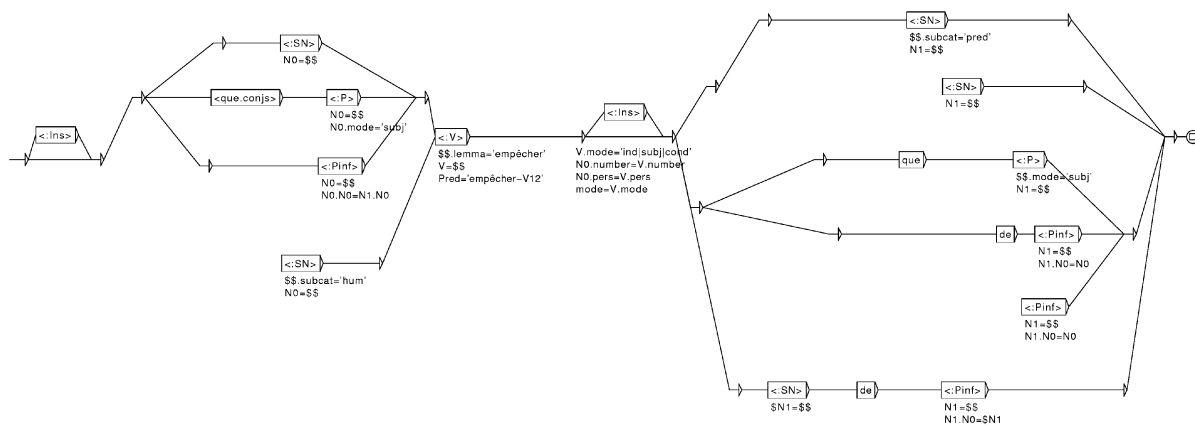 <:Ins>
<:SN>
N0=$$
<que.conjs>
<:P>
N0=$$
N0.mode='subj'
<:Pinf>
N0=$$
N0.N0=N1.N0
<:SN>
$$.subcat='hum'
N0=$$
<:V>
$$.lemma='empêcher'
V=$$
Pred='empêcher-V12'
<:Ins>
V.mode='ind|subj|cond'
N0.number=V.number
N0.pers=V.pers
mode=V.mode
<:SN>
$$.subcat='pred'
N1=$$
<:SN>
N1=$$
que
<:P>
$$.mode='subj'
N1=$$
de
<:Pinf>
N1=$$
N1.N0=N0
<:Pinf>
N1=$$
N1.N0=N0
<:SN>
$N1=$$
de
<:Pinf>
N1=$$
N1.N0=$N1